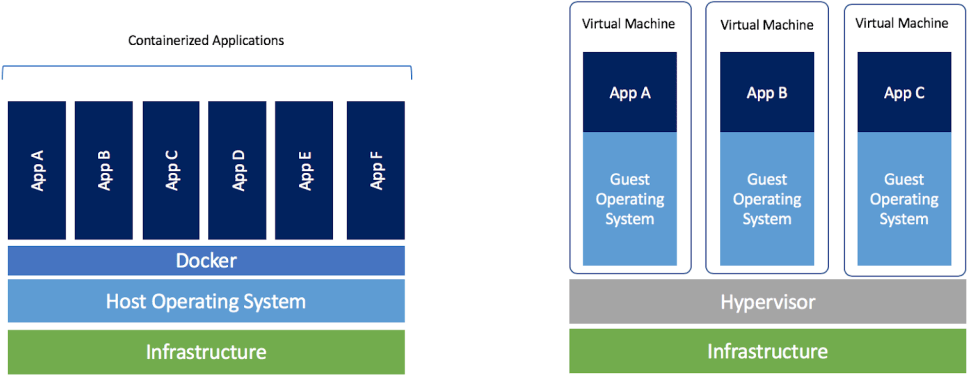 Containerized Applications
App A
App B
App C
App D
App E
App F
Docker
Host Operating System
Infrastructure
Virtual Machine
App A
Guest
Operating
System
Virtual Machine
App B
Guest
Operating
System
Virtual Machine
App C
Guest
Operating
System
Hypervisor
Infrastructure